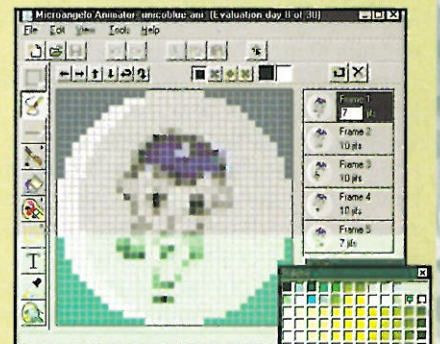 Microangelo Animator unicoblue.ani (Evaluation day 8 of 30)
File Edit View Tools Help
Frame 1
7 jifs
Frame 2
10 jifs
Frame 3
10 jifs
Frame 4
10 jifs
Frame 5
7 jifs
T